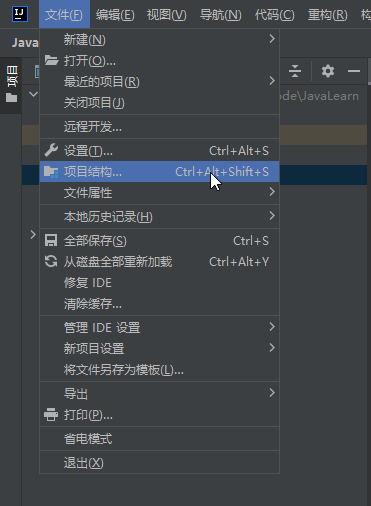 IJ 文件(F) 编辑(E) 视图(V) 导航(N) 代码(C) 重构(R) 构
Java
项目
新建(N)
打开(O)...
最近的项目(R)
关闭项目(J)
ode\JavaLearn
远程开发...
设置(T)... Ctrl+Alt+S
项目结构... Ctrl+Alt+Shift+S
文件属性
本地历史记录(H)
全部保存(S) Ctrl+S
从磁盘全部重新加载 Ctrl+Alt+Y
修复 IDE
清除缓存...
管理 IDE 设置
新项目设置
将文件另存为模板(L)...
导出
打印(P)...
省电模式
退出(X)